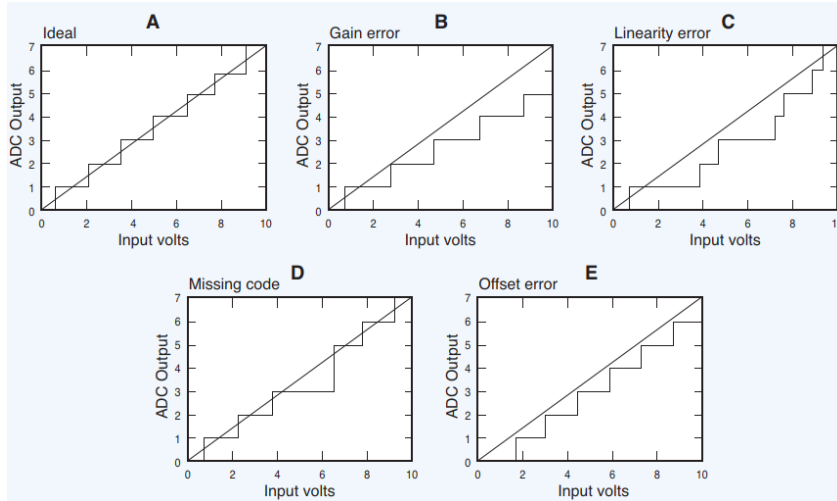 Ideal A
7
6
5
4
3
2
1
0
ADC Output
0 2 4 6 8 10
Input volts
Gain error B
7
6
5
4
3
2
1
0
ADC Output
0 2 4 6 8 10
Input volts
Linearity error C
7
6
5
4
3
2
1
0
ADC Output
0 2 4 6 8 1
Input volts
Missing code D
7
6
5
4
3
2
1
0
ADC Output
0 2 4 6 8 10
Input volts
Offset error E
7
6
5
4
3
2
1
0
ADC Output
0 2 4 6 8 10
Input volts